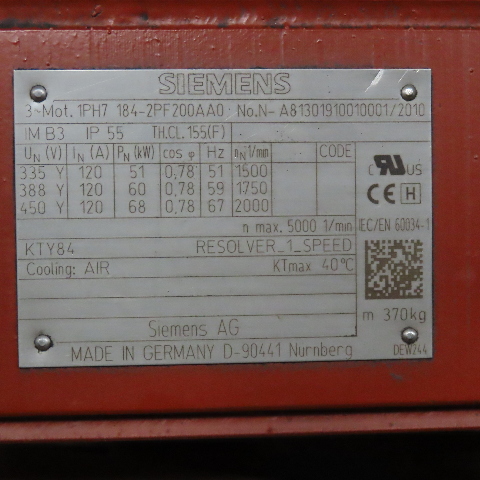 SIEMENS
3~Mot. 1PH7 184-2PF200AA0 No.N- A81301910010001/2010
IM B3 IP 55 TH.CL.155(F)
UN (V) IN (A) PN (kW) cos φ Hz nN 1/min CODE
335 Y 120 51 0,78 51 1500
388 Y 120 60 0,78 59 1750
450 Y 120 68 0,78 67 2000
c RU US
CE H
n max. 5000 1/min IEC/EN 60034-1
KTY84 RESOLVER_1_SPEED
Cooling: AIR KTmax 40°C
m 370kg
Siemens AG
MADE IN GERMANY D-90441 Nurnberg DEW244